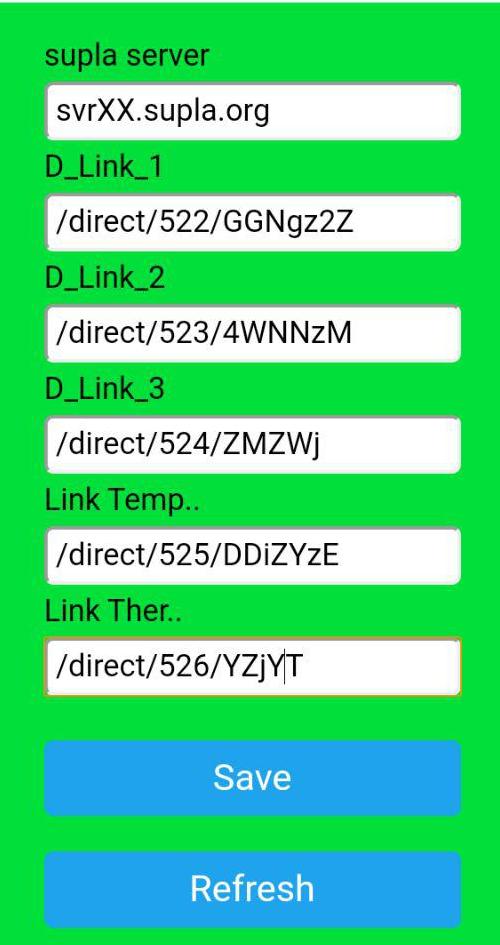 supla server
svrXX.supla.org
D_Link_1
/direct/522/GGNgz2Z
D_Link_2
/direct/523/4WNNzM
D_Link_3
/direct/524/ZMZWj
Link Temp..
/direct/525/DDiZYzE
Link Ther..
/direct/526/YZjYT
Save
Refresh